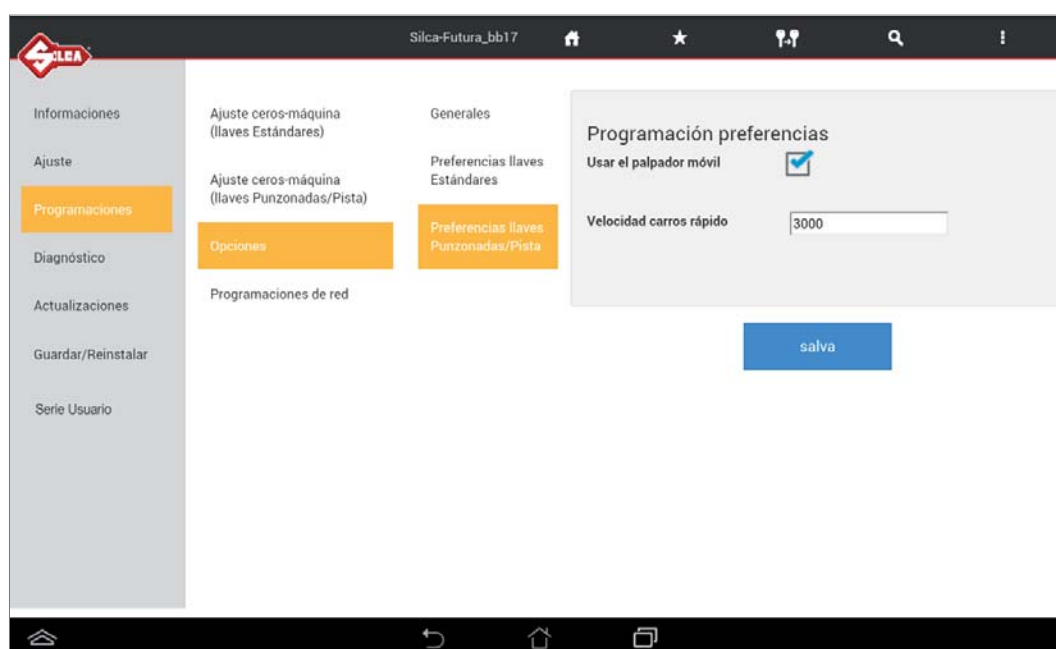 SILCA
Silca-Futura_bb17
Informaciones
Ajuste
Programaciones
Diagnóstico
Actualizaciones
Guardar/Reinstalar
Serie Usuario
Ajuste ceros-máquina
(llaves Estándares)
Ajuste ceros-máquina
(llaves Punzonadas/Pista)
Opciones
Programaciones de red
Generales
Preferencias llaves
Estándares
Preferencias llaves
Punzonadas/Pista
Programación preferencias
Usar el palpador móvil
Velocidad carros rápido
3000
salva